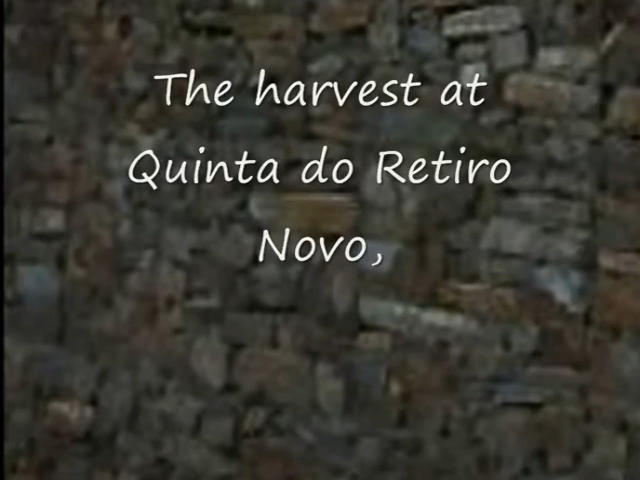 The harvest at
Quinta do Retiro
Novo,